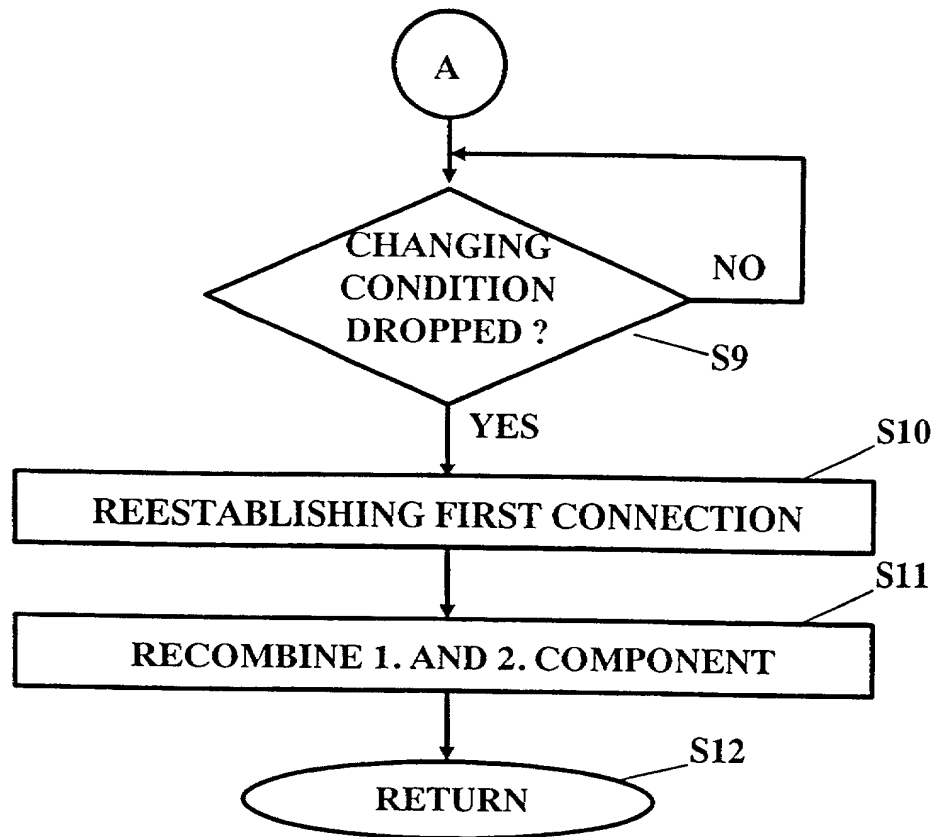 A
CHANGING
CONDITION
DROPPED ?
NO
S9
YES
S10
REESTABLISHING FIRST CONNECTION
S11
RECOMBINE 1. AND 2. COMPONENT
S12
RETURN